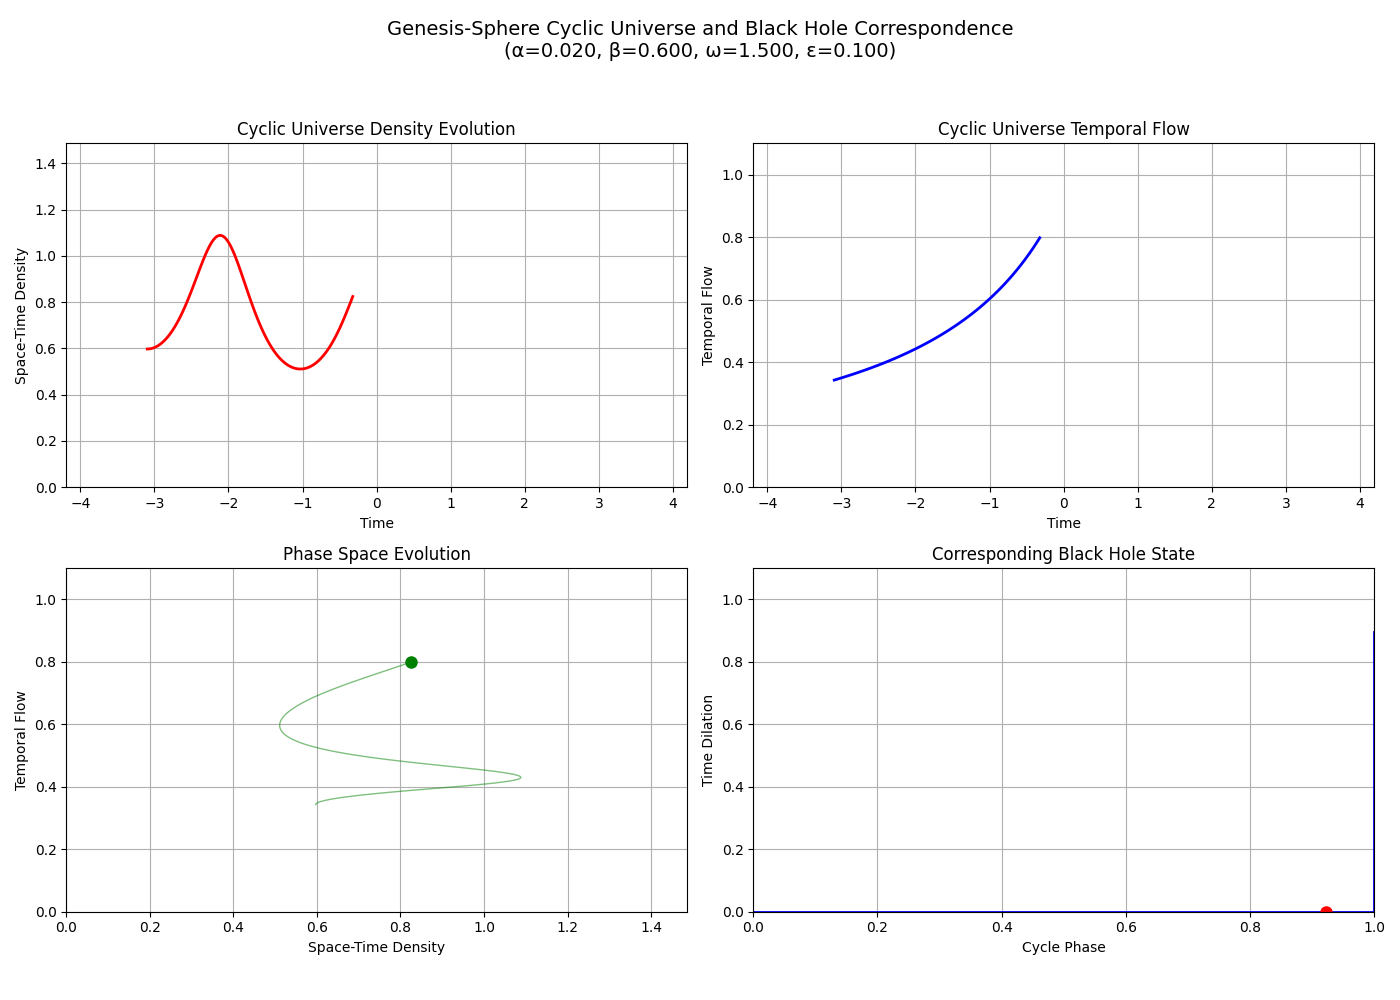 Genesis-Sphere Cyclic Universe and Black Hole Correspondence
(α=0.020, β=0.600, ω=1.500, ε=0.100)
Cyclic Universe Density Evolution
Space-Time Density
1.4
1.2
1.0
0.8
0.6
0.4
0.2
0.0
−4 −3 −2 −1 0 1 2 3 4
Time
Cyclic Universe Temporal Flow
Temporal Flow
1.0
0.8
0.6
0.4
0.2
0.0
−4 −3 −2 −1 0 1 2 3 4
Time
Phase Space Evolution
Temporal Flow
1.0
0.8
0.6
0.4
0.2
0.0
0.0 0.2 0.4 0.6 0.8 1.0 1.2 1.4
Space-Time Density
Corresponding Black Hole State
Time Dilation
1.0
0.8
0.6
0.4
0.2
0.0
0.0 0.2 0.4 0.6 0.8 1.0
Cycle Phase